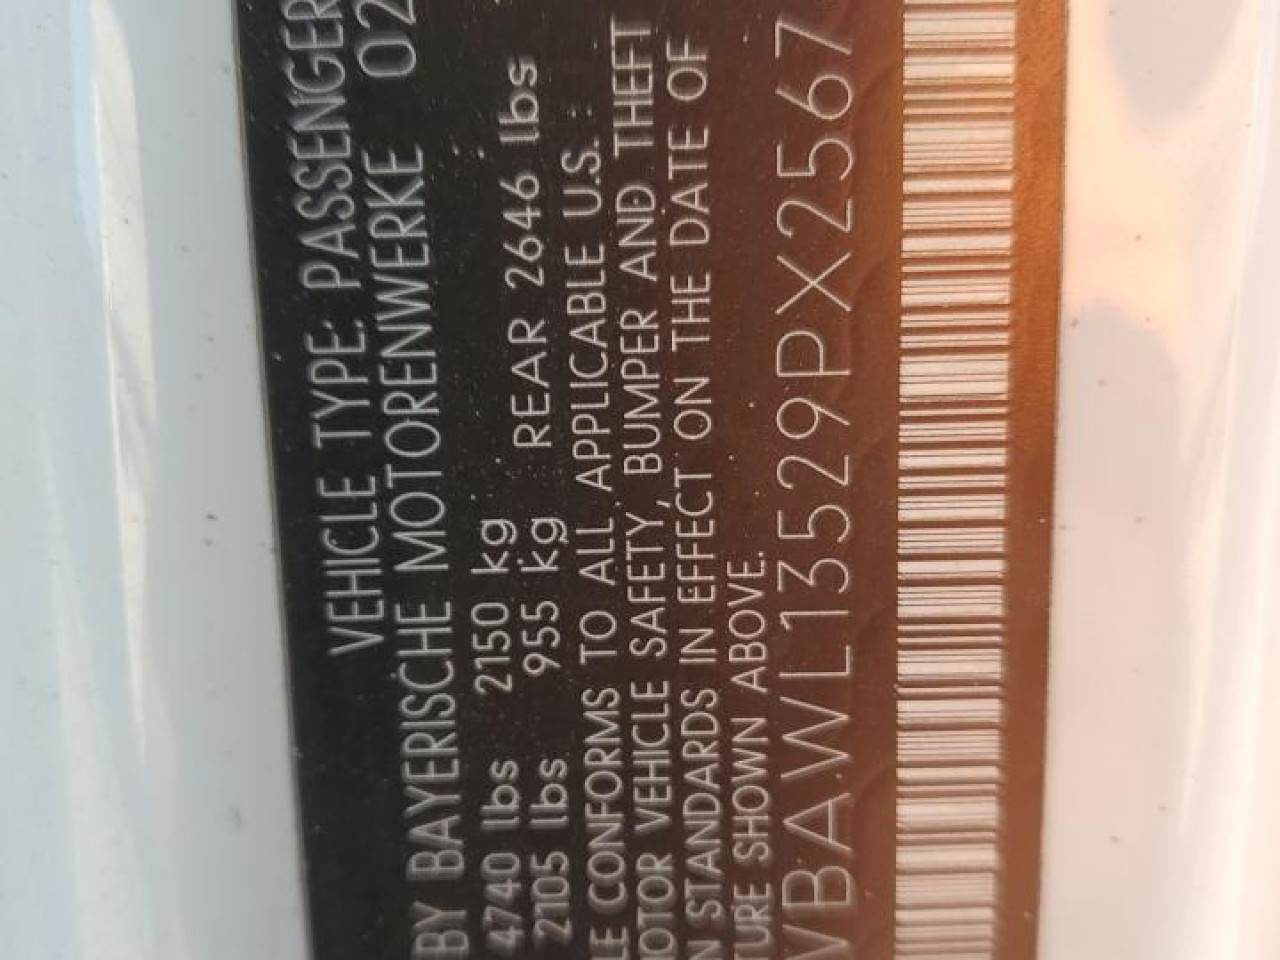 VEHICLE TYPE: PASSENGER
BY BAYERISCHE MOTORENWERKE 02
4740 lbs 2150 kg
2105 lbs 955 kg REAR 2646 lbs
LE CONFORMS TO ALL APPLICABLE U.S.
MOTOR VEHICLE SAFETY, BUMPER AND THEFT
N STANDARDS IN EFFECT ON THE DATE OF
TURE SHOWN ABOVE.
WBAWL13529PX2567